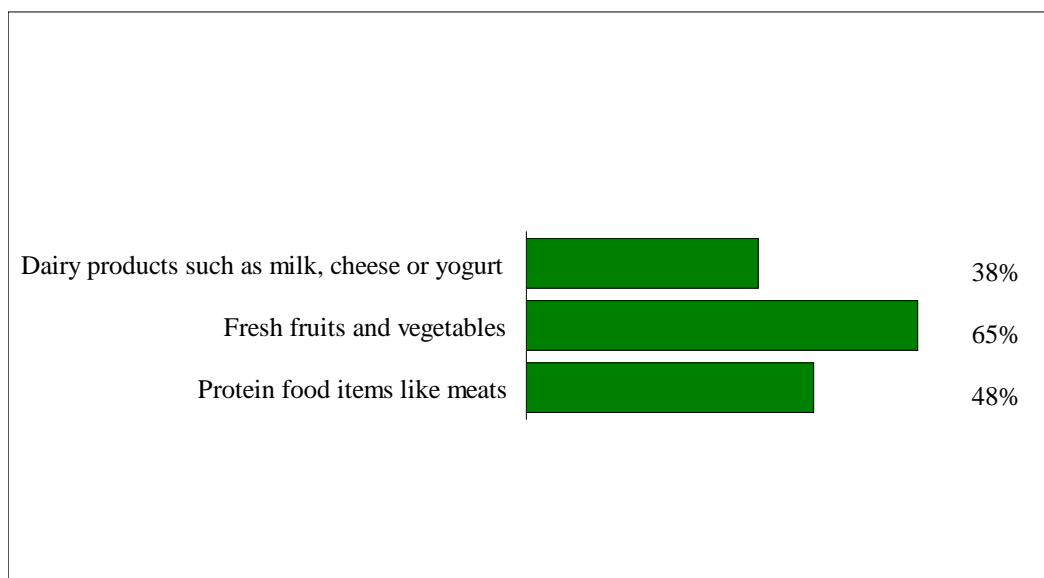 Dairy products such as milk, cheese or yogurt 38%
Fresh fruits and vegetables 65%
Protein food items like meats 48%